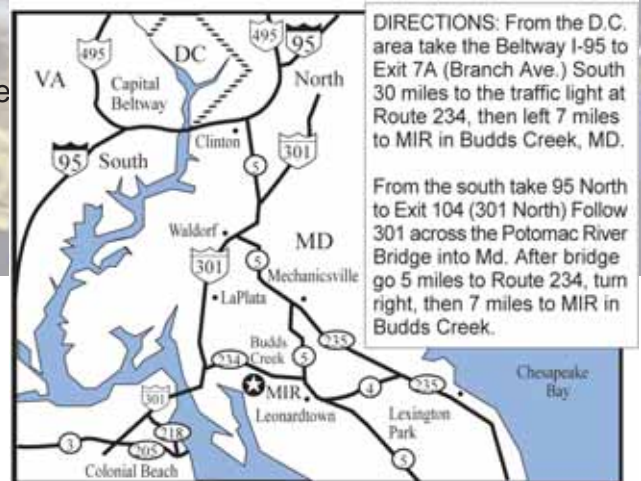 495
DC
495
95
VA
Capital
Beltway
North
Clinton
95
South
5
301
Waldorf
MD
301
5
Mechanicsville
LaPlata
Budds
Creek
234
5
235
MIR
4
235
Leonardtown
Lexington
Park
Chesapeake
Bay
301
3
218
205
5
Colonial Beach
DIRECTIONS: From the D.C.
area take the Beltway I-95 to
Exit 7A (Branch Ave.) South
30 miles to the traffic light at
Route 234, then left 7 miles
to MIR in Budds Creek, MD.
From the south take 95 North
to Exit 104 (301 North) Follow
301 across the Potomac River
Bridge into Md. After bridge
go 5 miles to Route 234, turn
right, then 7 miles to MIR in
Budds Creek.